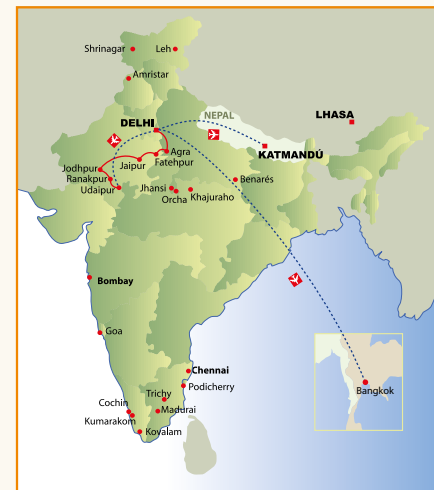 Shrinagar
Leh
Amristar
NEPAL
DELHI
LHASA
KATMANDÚ
Agra
Fatehpur
Jaipur
Jodhpur
Ranakpur
Udaipur
Jhansi
Orcha
Khajuraho
Benarés
Bombay
Goa
Chennai
Podicherry
Bangkok
Trichy
Cochin
Madurai
Kumarakom
Kovalam